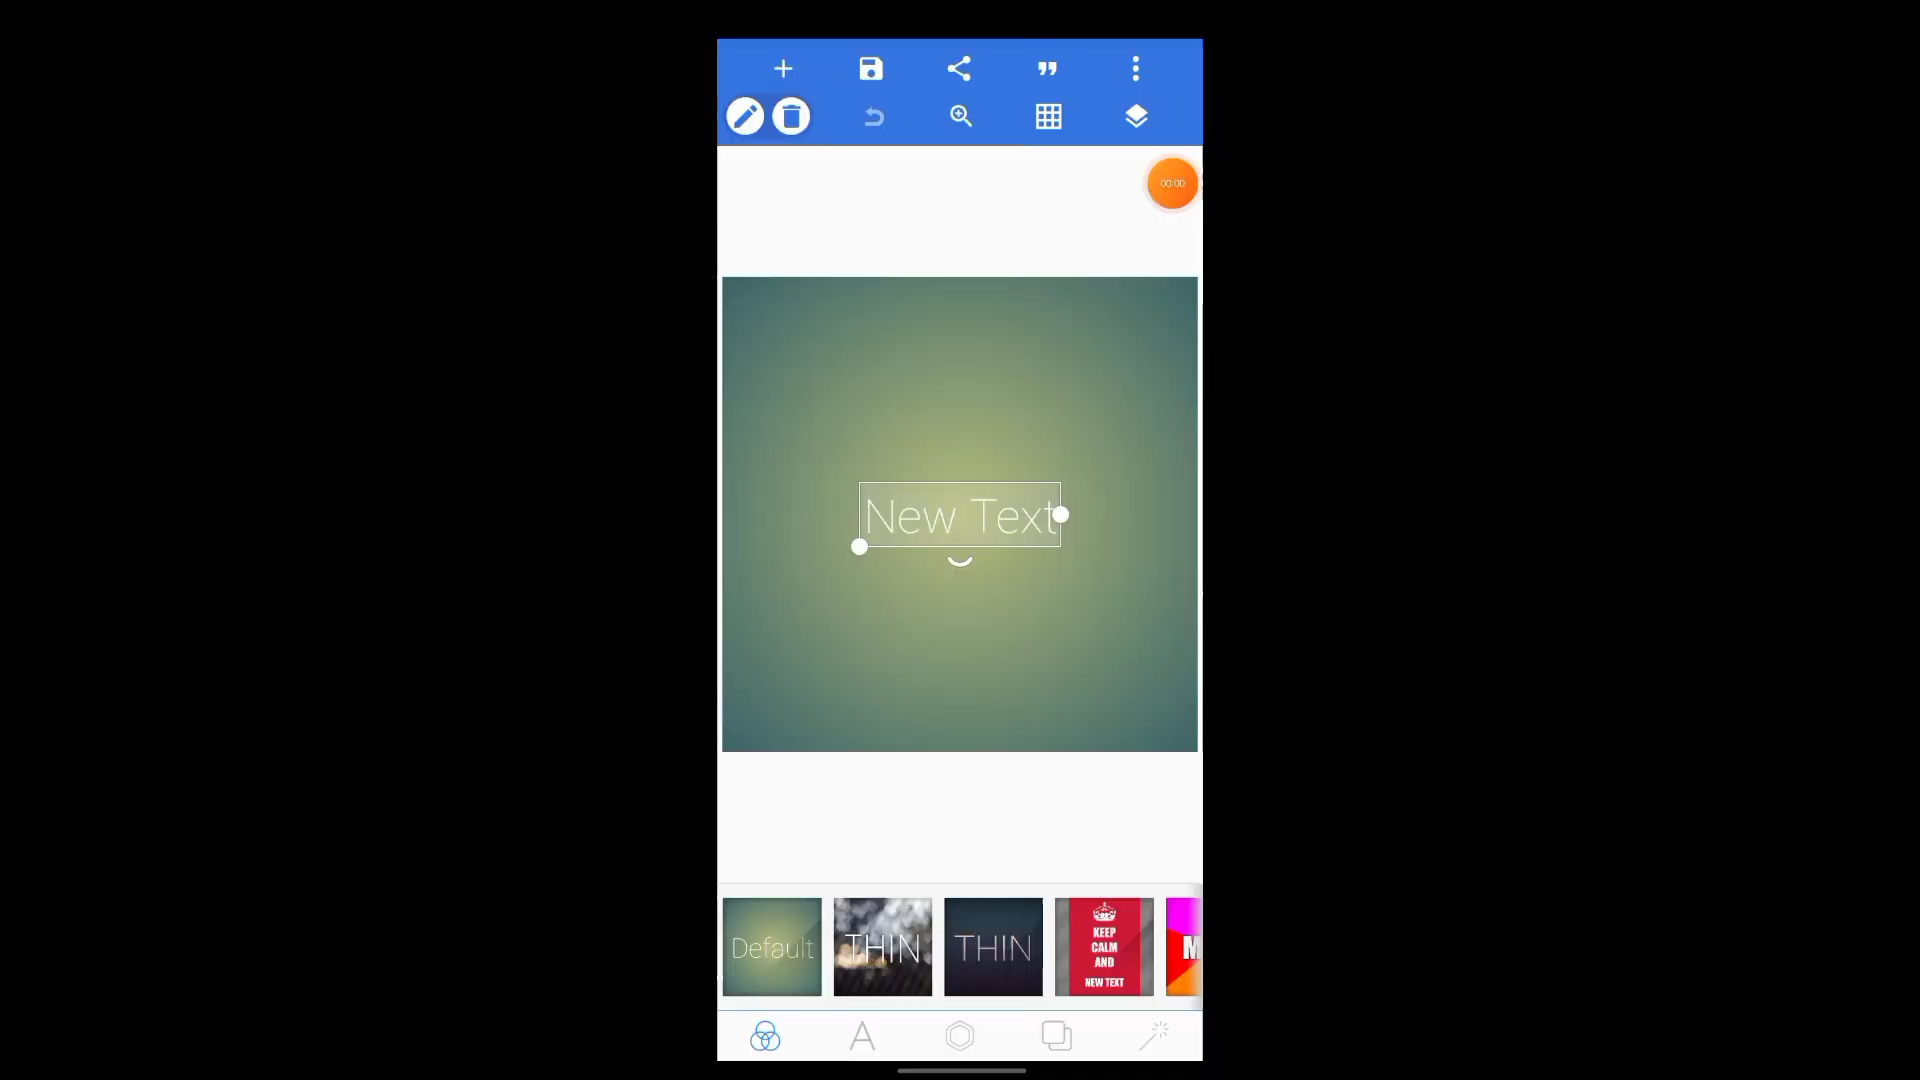 00:00
New Text
Default
THIN
THIN
KEEP
CALM
AND
NEW TEXT
M